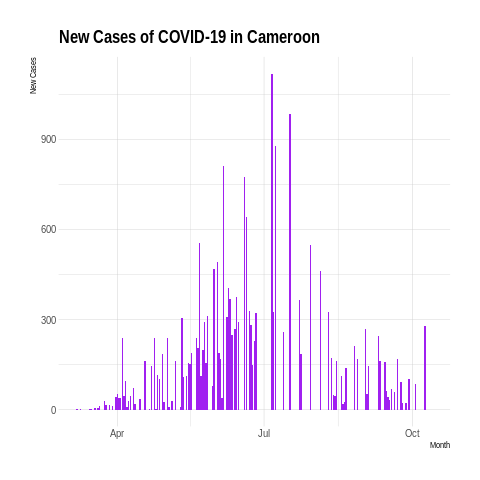 New Cases of COVID-19 in Cameroon
New Cases
900
600
300
0
Apr
Jul
Oct
Month